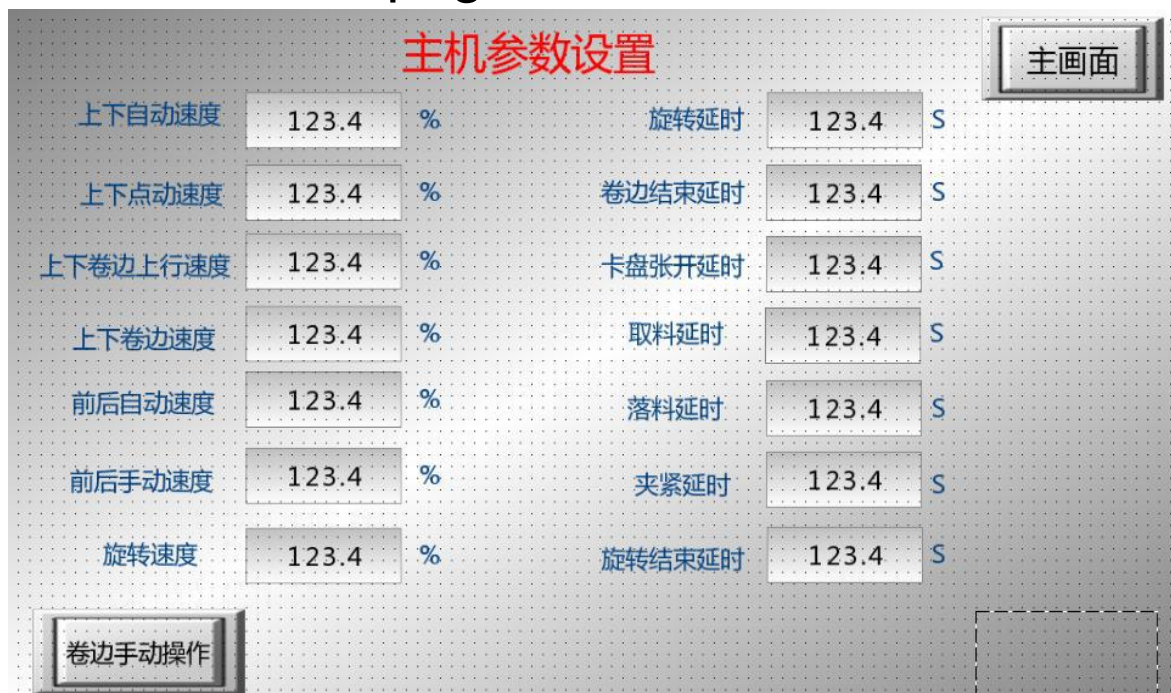 主机参数设置
主画面
上下自动速度 123.4 % 旋转延时 123.4 S
上下点动速度 123.4 % 卷边结束延时 123.4 S
上下卷边上行速度 123.4 % 卡盘张开延时 123.4 S
上下卷边速度 123.4 % 取料延时 123.4 S
前后自动速度 123.4 % 落料延时 123.4 S
前后手动速度 123.4 % 夹紧延时 123.4 S
旋转速度 123.4 % 旋转结束延时 123.4 S
卷边手动操作